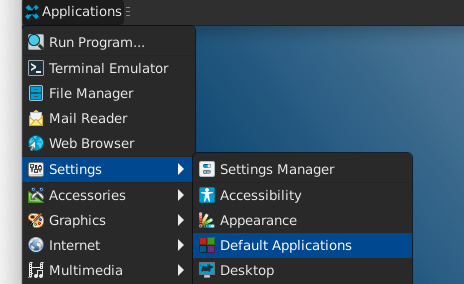 Applications
Run Program...
Terminal Emulator
File Manager
Mail Reader
Web Browser
Settings
Accessories
Graphics
Internet
Multimedia
Settings Manager
Accessibility
Appearance
Default Applications
Desktop